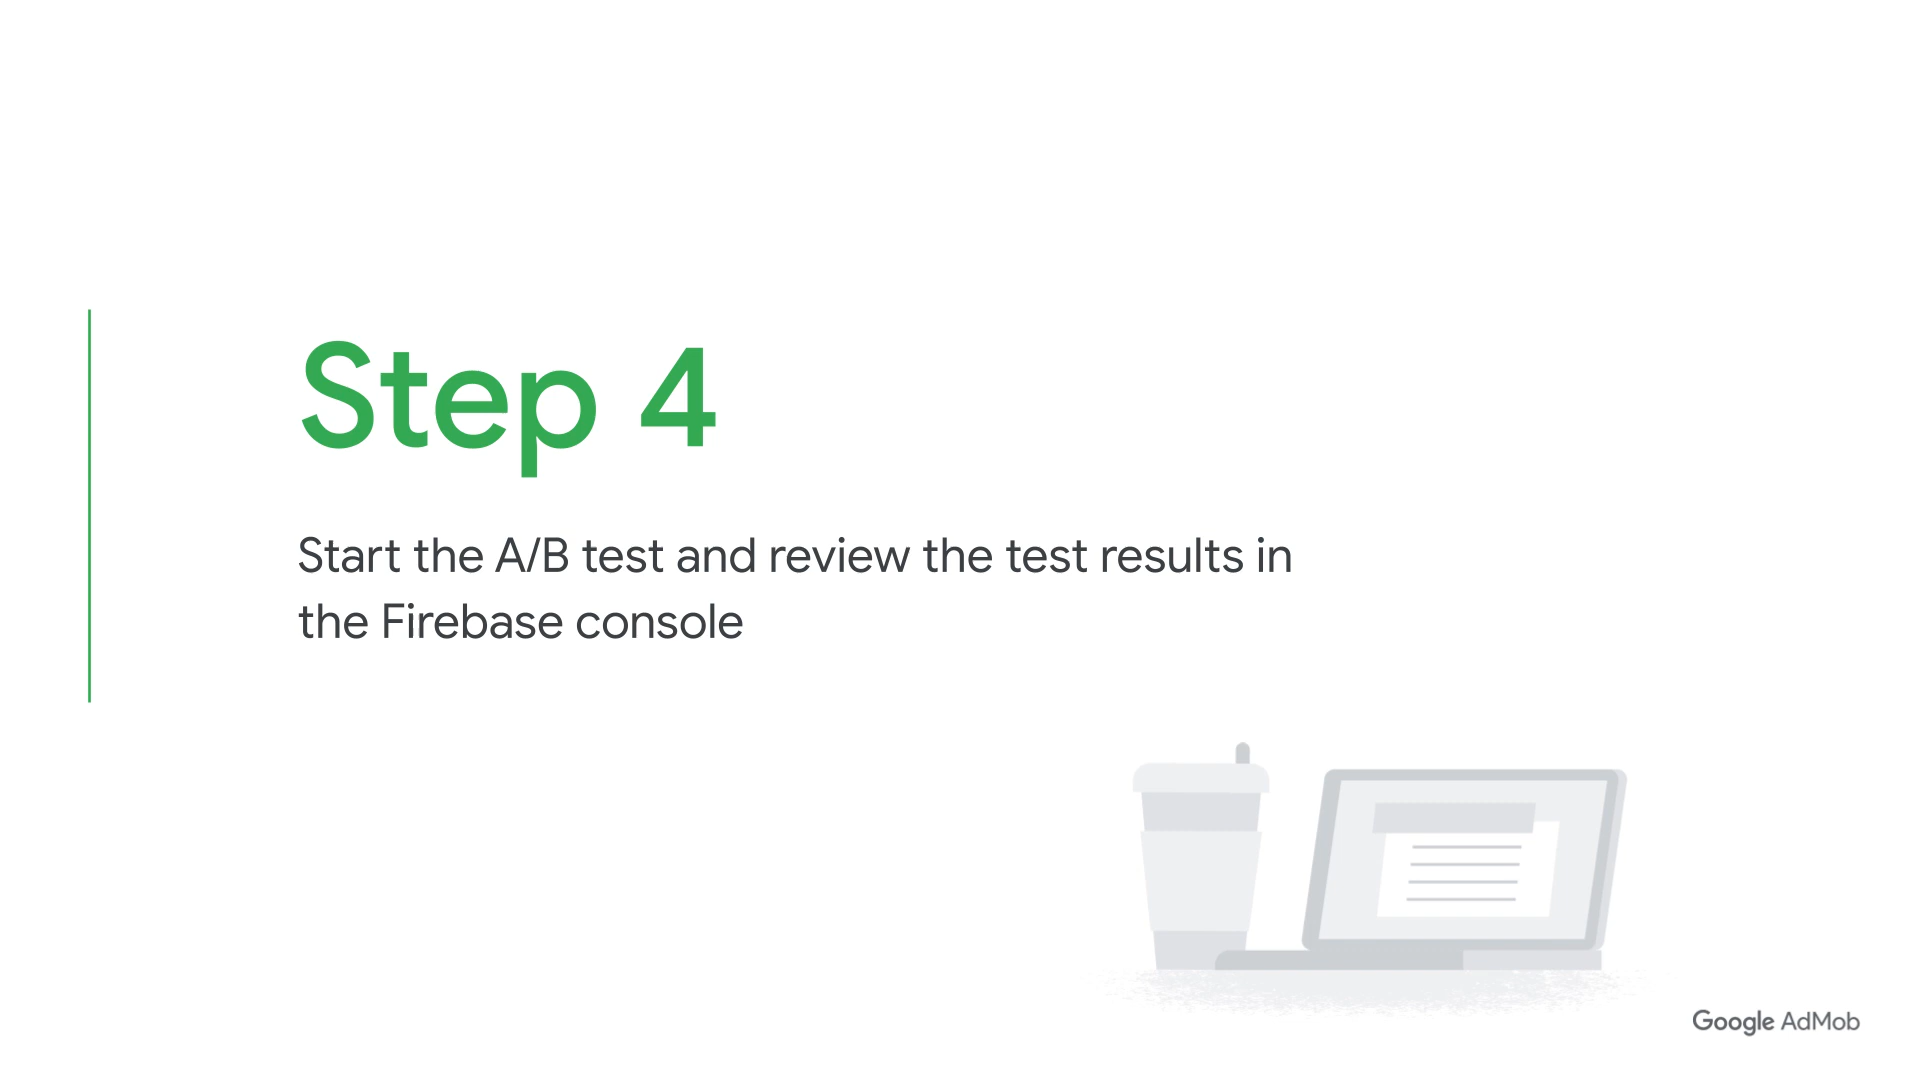 Step 4
Start the A/B test and review the test results in
the Firebase console
Google AdMob